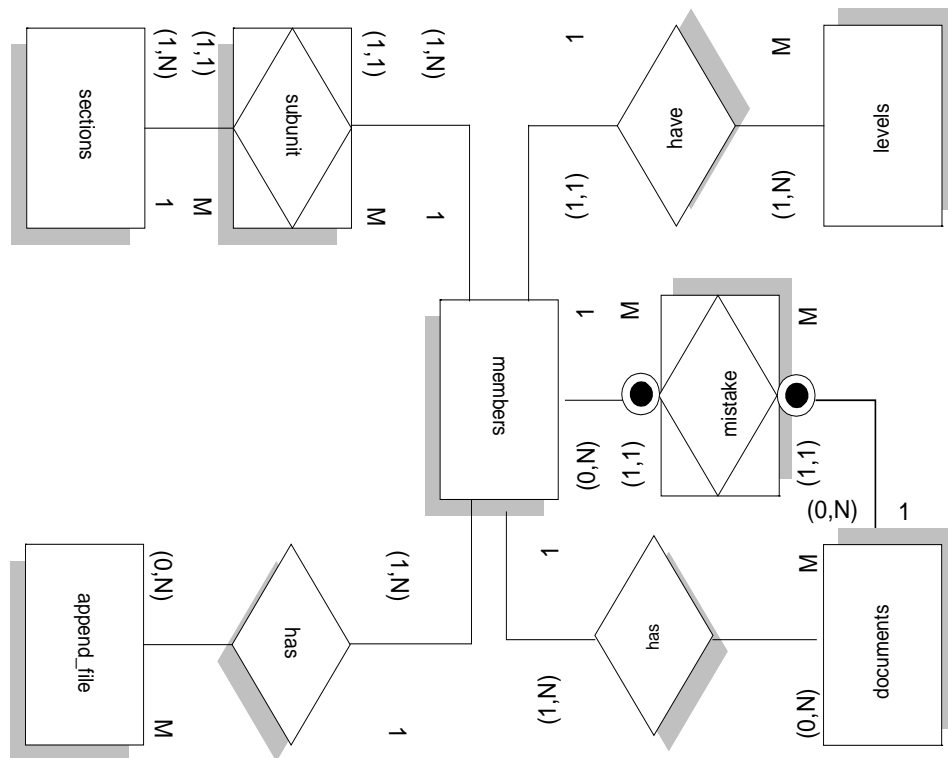 levels
documents
1
(0,N)
M
(1,1)
M
(0,N)
M
(1,N)
mistake
have
has
M
(1,1)
1
(0,N)
1
(1,1)
1
(1,N)
members
(1,N)
1
(1,N)
1
(1,1)
M
subunit
has
(1,1)
M
(1,N)
1
(0,N)
M
sections
append_file